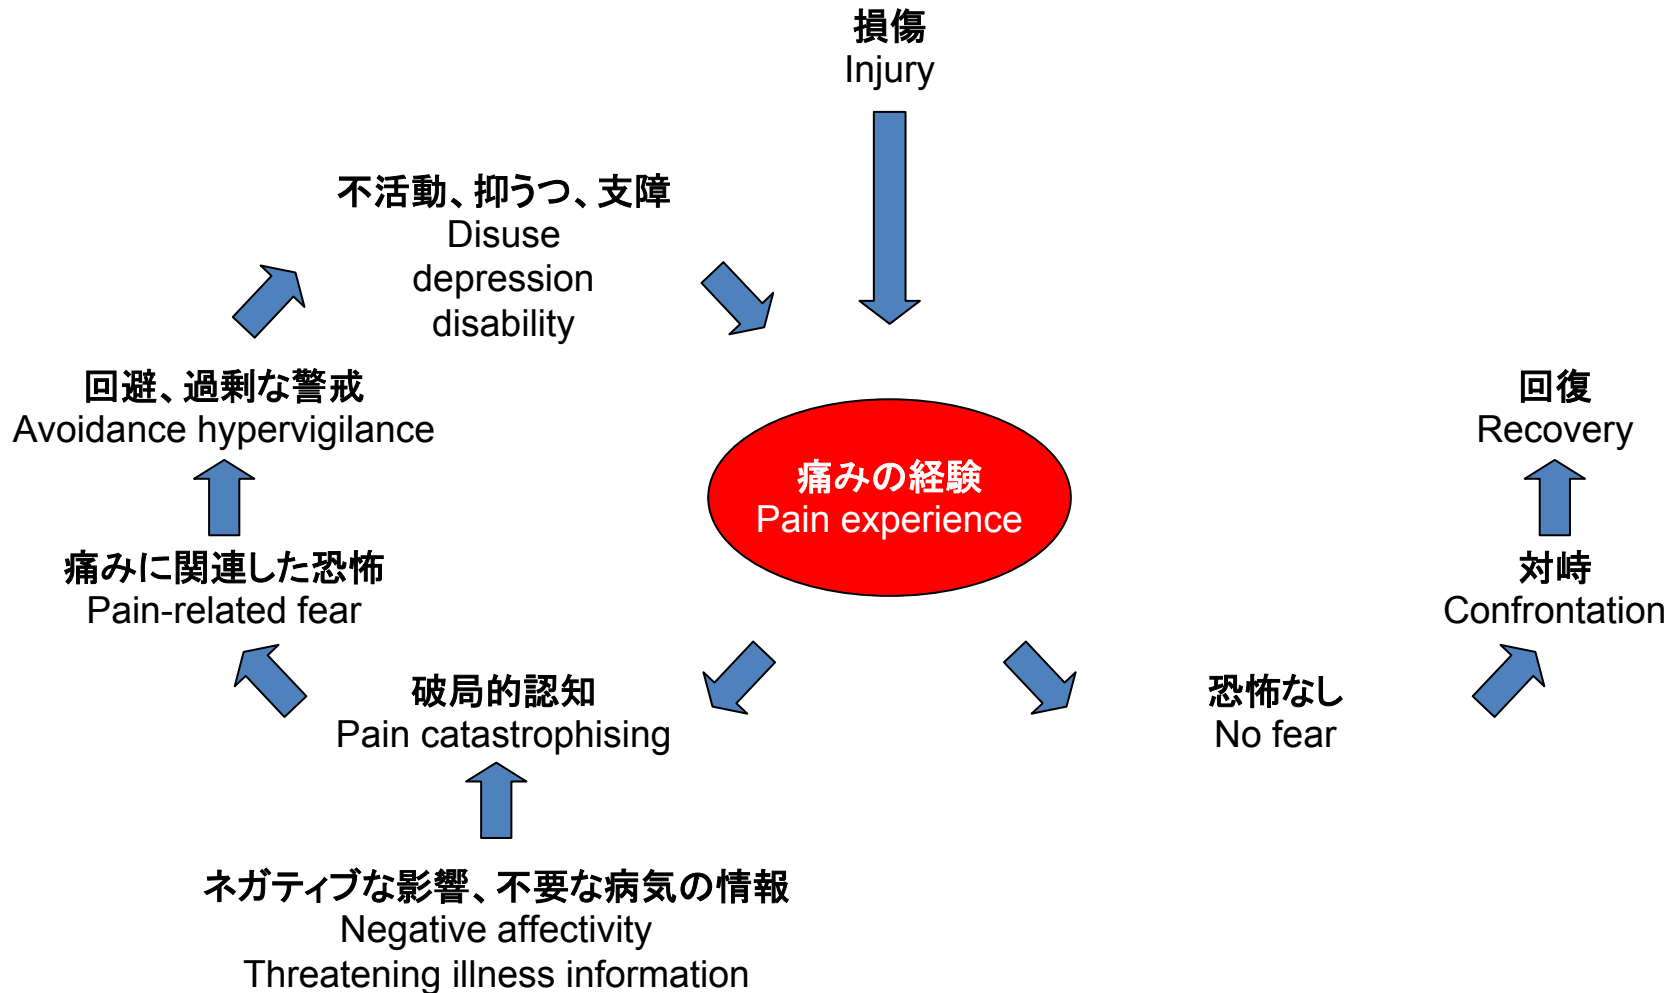 損傷
Injury
不活動、抑うつ、支障
Disuse
depression
disability
回避、過剰な警戒
Avoidance hypervigilance
回復
Recovery
痛みの経験
Pain experience
痛みに関連した恐怖
Pain-related fear
対峙
Confrontation
破局的認知
Pain catastrophising
恐怖なし
No fear
ネガティブな影響、不要な病気の情報
Negative affectivity
Threatening illness information